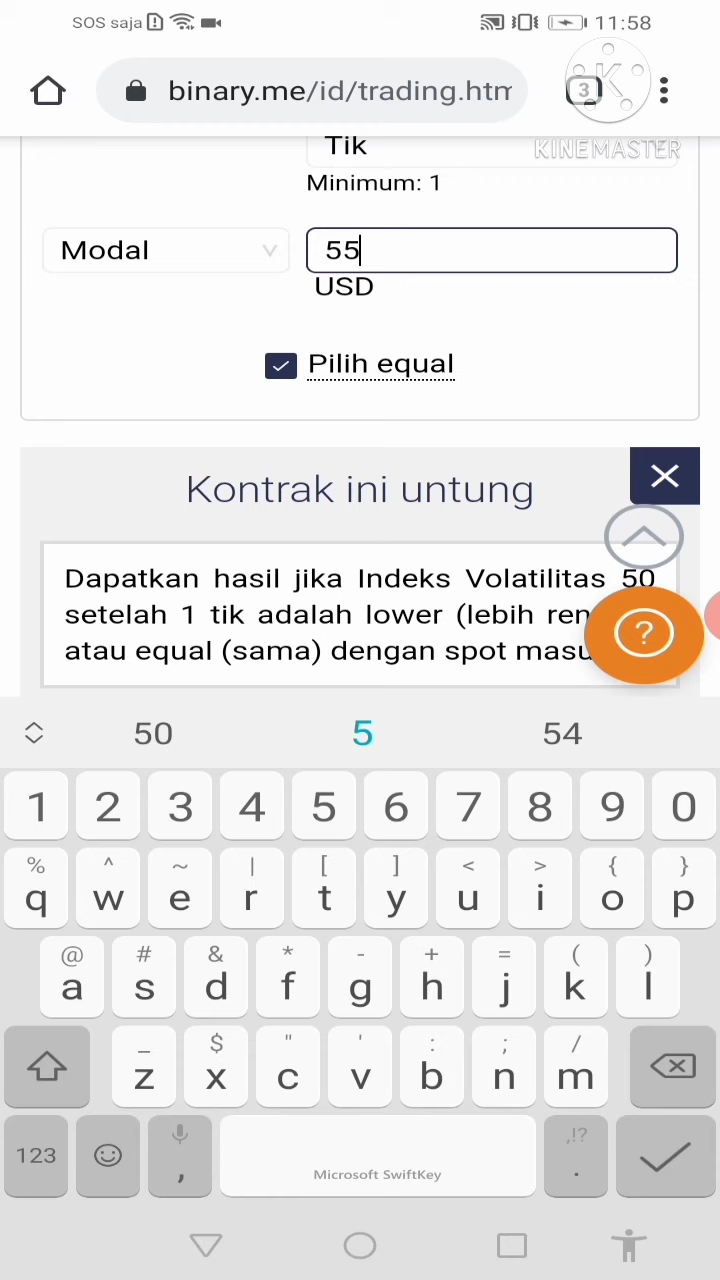 SOS saja 11:58
binary.me/id/trading.htm 3 K
KINEMASTER
Tik
Minimum: 1
Modal 55
USD
Pilih equal
Kontrak ini untung
Dapatkan hasil jika Indeks Volatilitas 50
setelah 1 tik adalah lower (lebih ren
atau equal (sama) dengan spot masu
?
50 5 54
1 2 3 4 5 6 7 8 9 0
% ^ ~ | [ ] < > { }
q w e r t y u i o p
@ # & * - + = ( )
a s d f g h j k l
_ $ " ' : ; /
z x c v b n m
123 , Microsoft SwiftKey ,!? .